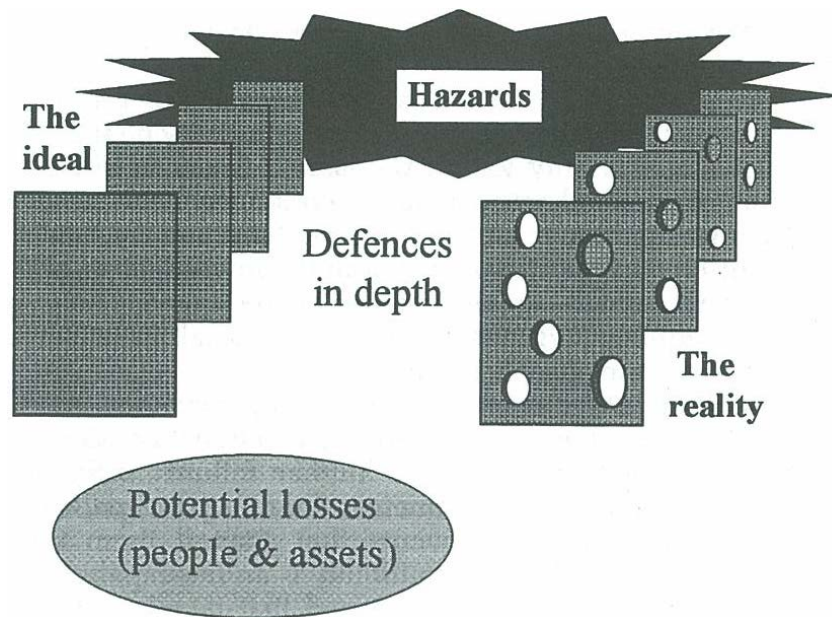 Hazards
The
ideal
Defences
in depth
The
reality
Potential losses
(people & assets)